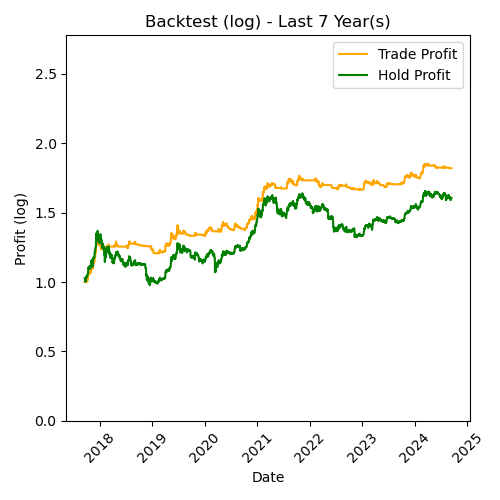 Backtest (log) - Last 7 Year(s)
Trade Profit
Hold Profit
2.5
2.0
1.5
1.0
0.5
0.0
Profit (log)
2018 2019 2020 2021 2022 2023 2024 2025
Date